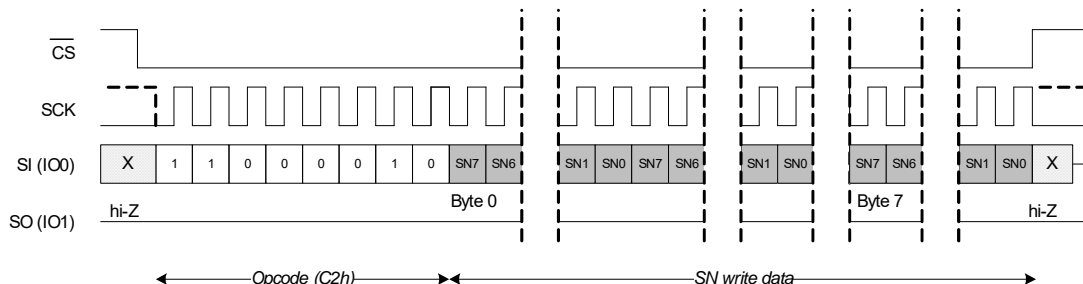 CS
SCK
SI (IO0) X 1 1 0 0 0 0 1 0 SN7 SN6 SN1 SN0 SN7 SN6 SN1 SN0 SN7 SN6 SN1 SN0 X
Byte 0 Byte 7
hi-Z hi-Z
SO (IO1)
Opcode (C2h) SN write data